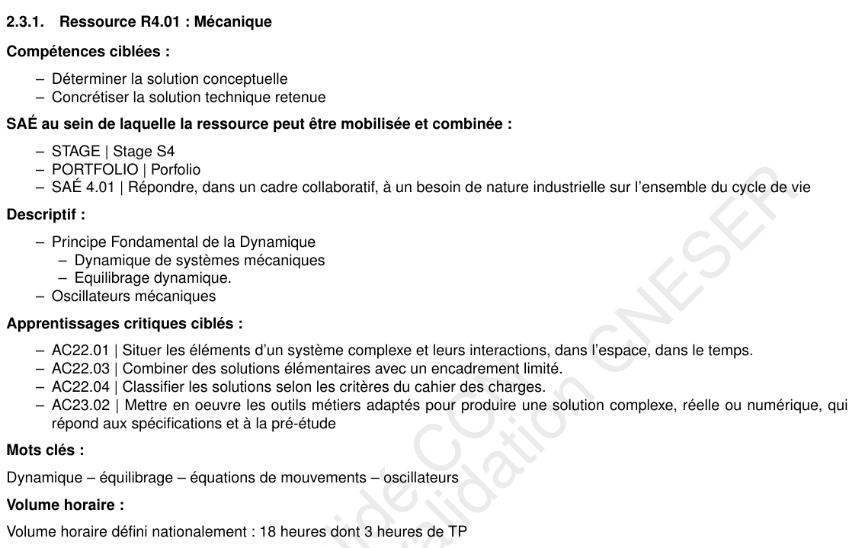 2.3.1. Ressource R4.01 : Mécanique
Compétences ciblées :
– Déterminer la solution conceptuelle
– Concrétiser la solution technique retenue
SAÉ au sein de laquelle la ressource peut être mobilisée et combinée :
– STAGE | Stage S4
– PORTFOLIO | Porfolio
– SAÉ 4.01 | Répondre, dans un cadre collaboratif, à un besoin de nature industrielle sur l'ensemble du cycle de vie
Descriptif :
– Principe Fondamental de la Dynamique
– Dynamique de systèmes mécaniques
– Equilibrage dynamique.
– Oscillateurs mécaniques
Apprentissages critiques ciblés :
– AC22.01 | Situer les éléments d'un système complexe et leurs interactions, dans l'espace, dans le temps.
– AC22.03 | Combiner des solutions élémentaires avec un encadrement limité.
– AC22.04 | Classifier les solutions selon les critères du cahier des charges.
– AC23.02 | Mettre en oeuvre les outils métiers adaptés pour produire une solution complexe, réelle ou numérique, qui
répond aux spécifications et à la pré-étude
Mots clés :
Dynamique – équilibrage – équations de mouvements – oscillateurs
Volume horaire :
Volume horaire défini nationalement : 18 heures dont 3 heures de TP
CNESER